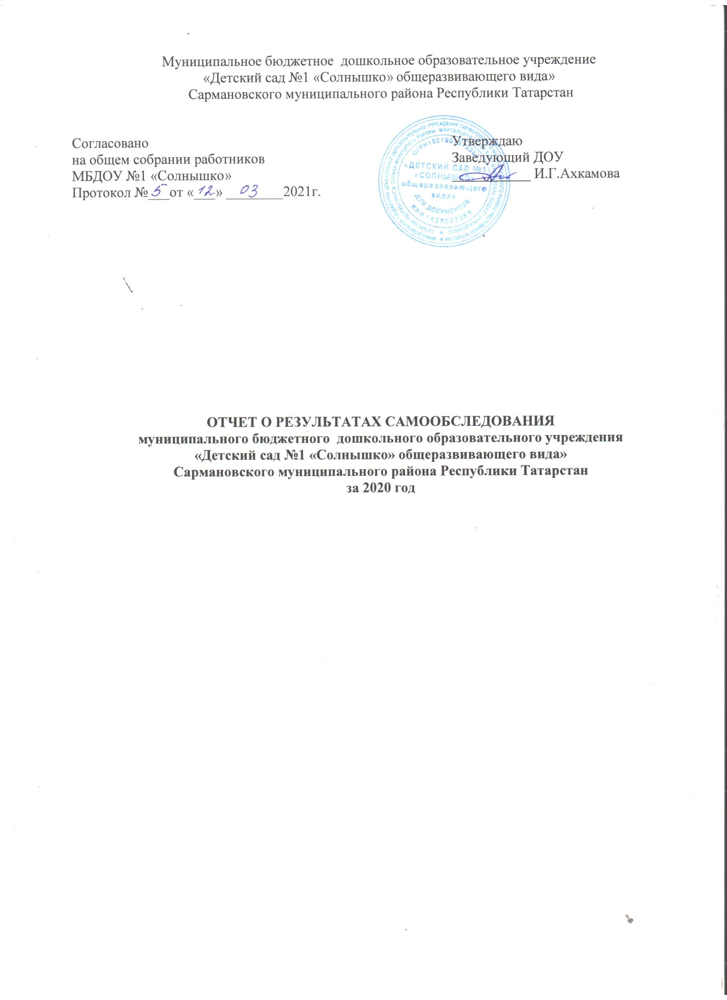 Муниципальное бюджетное дошкольное образовательное учреждение
«Детский сад №1 «Солнышко» общеразвивающего вида»
Сармановского муниципального района Республики Татарстан
Согласовано
на общем собрании работников
МБДОУ №1 «Солнышко»
Протокол № 5 от « 12 » 03 2021г.
Утверждаю
Заведующий ДОУ
И.Г.Ахкамова
«ДЕТСКИЙ САД №1
«СОЛНЫШКО»
общеразвивающего
вида»
ДЛЯ ДОКУМЕНТОВ
ОТЧЕТ О РЕЗУЛЬТАТАХ САМООБСЛЕДОВАНИЯ
муниципального бюджетного дошкольного образовательного учреждения
«Детский сад №1 «Солнышко» общеразвивающего вида»
Сармановского муниципального района Республики Татарстан
за 2020 год